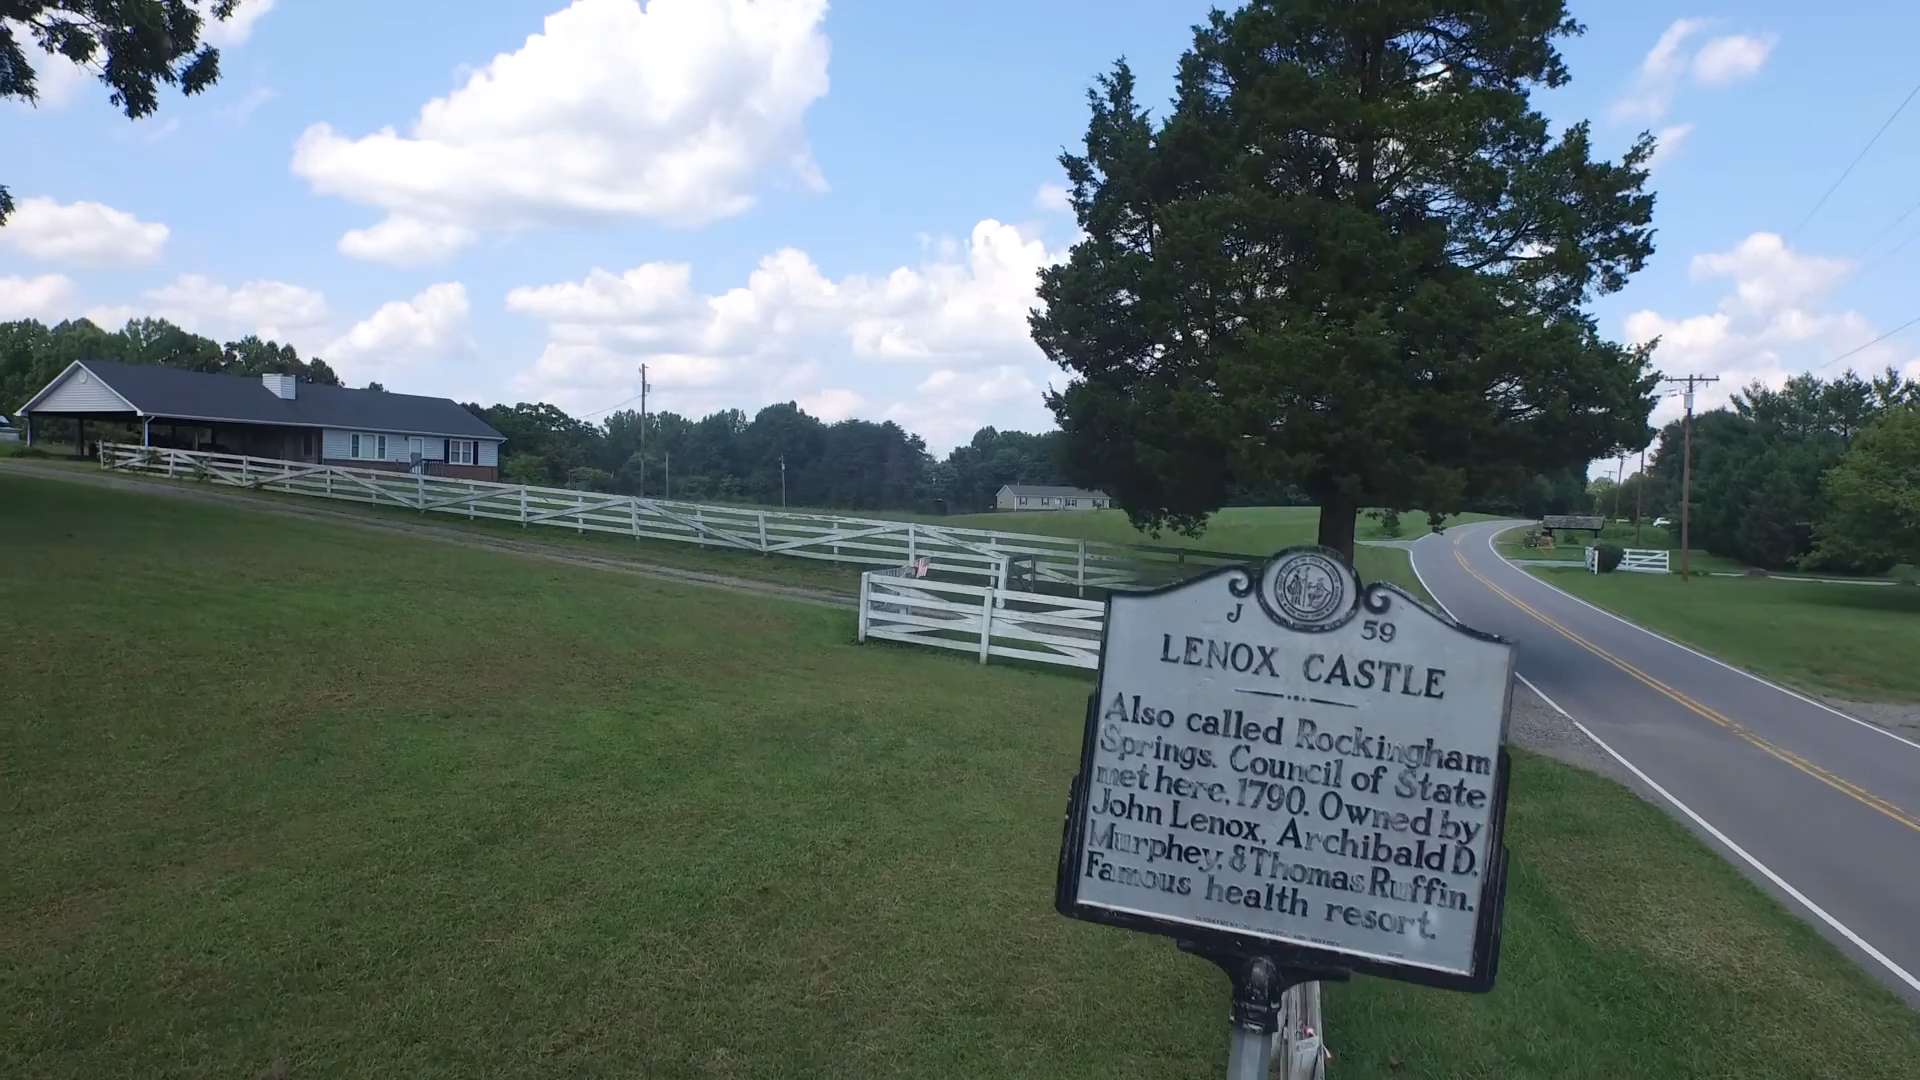 J 59
LENOX CASTLE
Also called Rockingham
Springs. Council of State
met here, 1790. Owned by
John Lenox, Archibald D.
Murphey, & Thomas Ruffin.
Famous health resort.